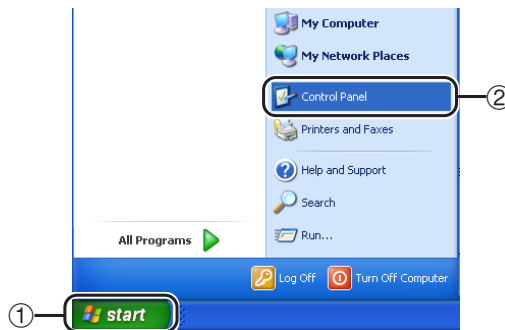 My Computer
My Network Places
Control Panel
②
Printers and Faxes
Help and Support
Search
All Programs
Run...
Log Off
Turn Off Computer
①
start